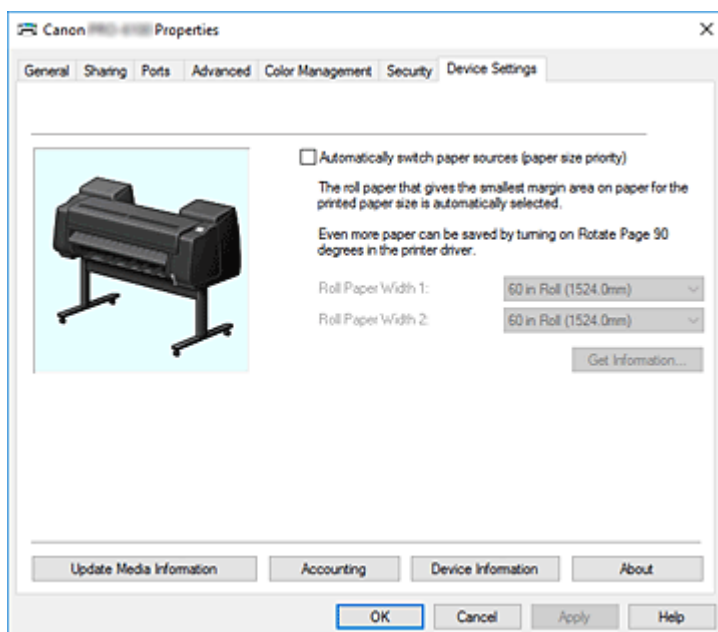 Canon Properties
General Sharing Ports Advanced Color Management Security Device Settings
Automatically switch paper sources (paper size priority)
The roll paper that gives the smallest margin area on paper for the
printed paper size is automatically selected.
Even more paper can be saved by turning on Rotate Page 90
degrees in the printer driver.
Roll Paper Width 1: 60 in Roll (1524.0mm)
Roll Paper Width 2: 60 in Roll (1524.0mm)
Get Information...
Update Media Information Accounting Device Information About
OK Cancel Apply Help